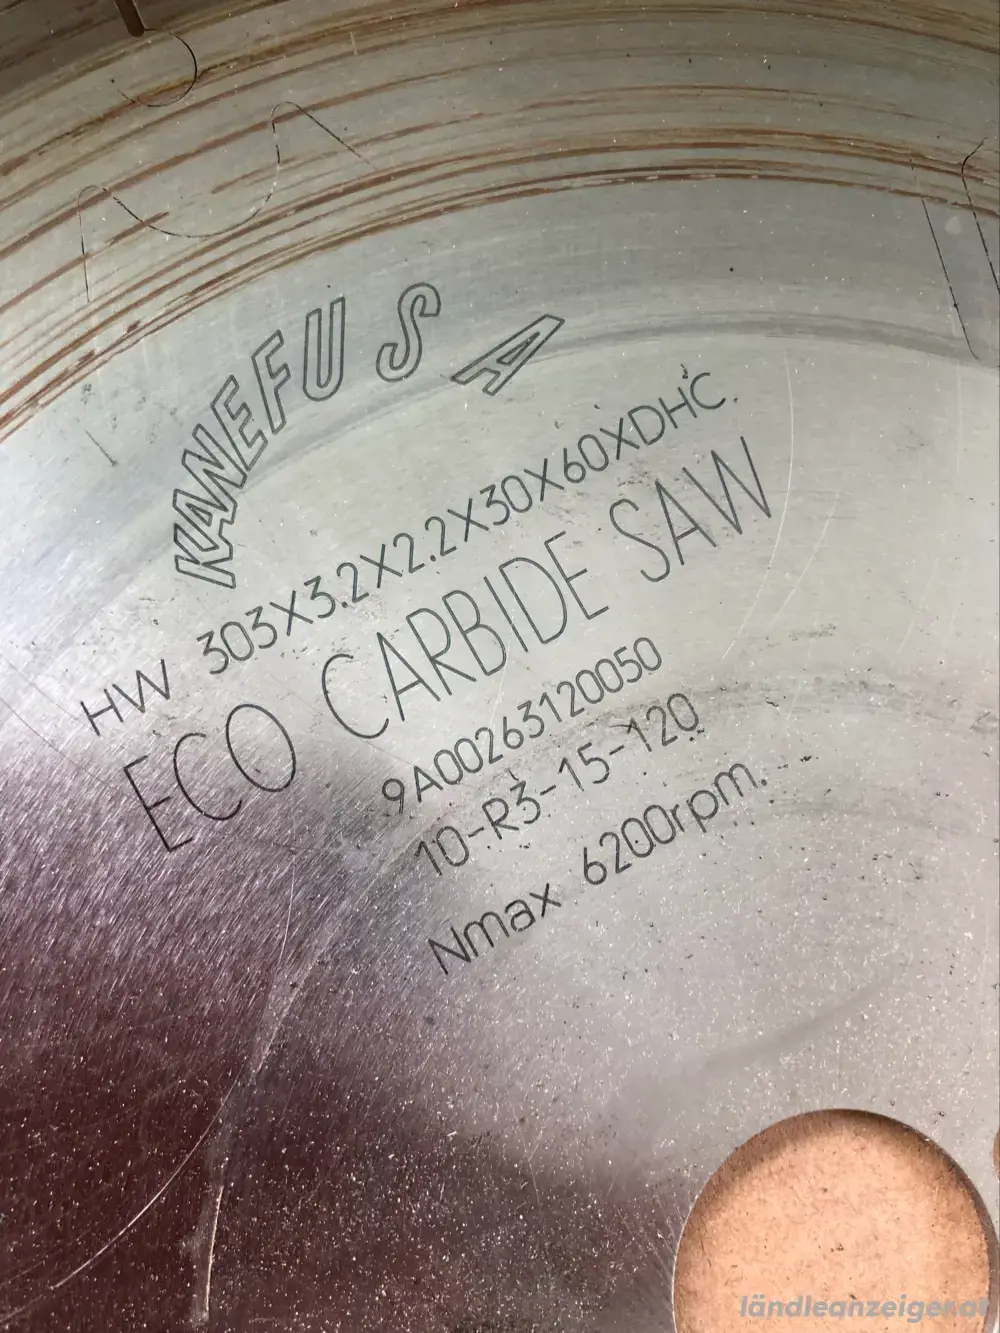 KANEFUSA
HW 303X3.2X2.2X30X60XDHC.
ECO CARBIDE SAW
9A00263120050
10-R3-15-120
Nmax 6200rpm.
ländleanzeiger.at